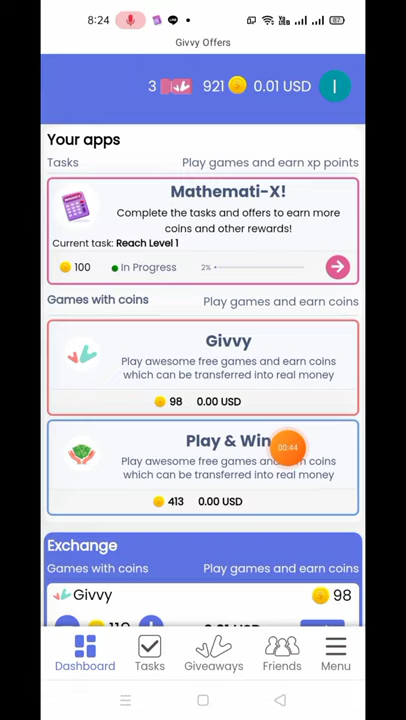 8:24
Givvy Offers
3 921 0.01 USD I
Your apps
Tasks Play games and earn xp points
Mathemati-X!
Complete the tasks and offers to earn more
coins and other rewards!
Current task: Reach Level 1
100 In Progress 2%
Games with coins Play games and earn coins
Givvy
Play awesome free games and earn coins
which can be transferred into real money
98 0.00 USD
Play & Win
00:44
Play awesome free games and coins
which can be transferred into real money
413 0.00 USD
Exchange
Games with coins Play games and earn coins
Givvy 98
Dashboard Tasks Giveaways Friends Menu